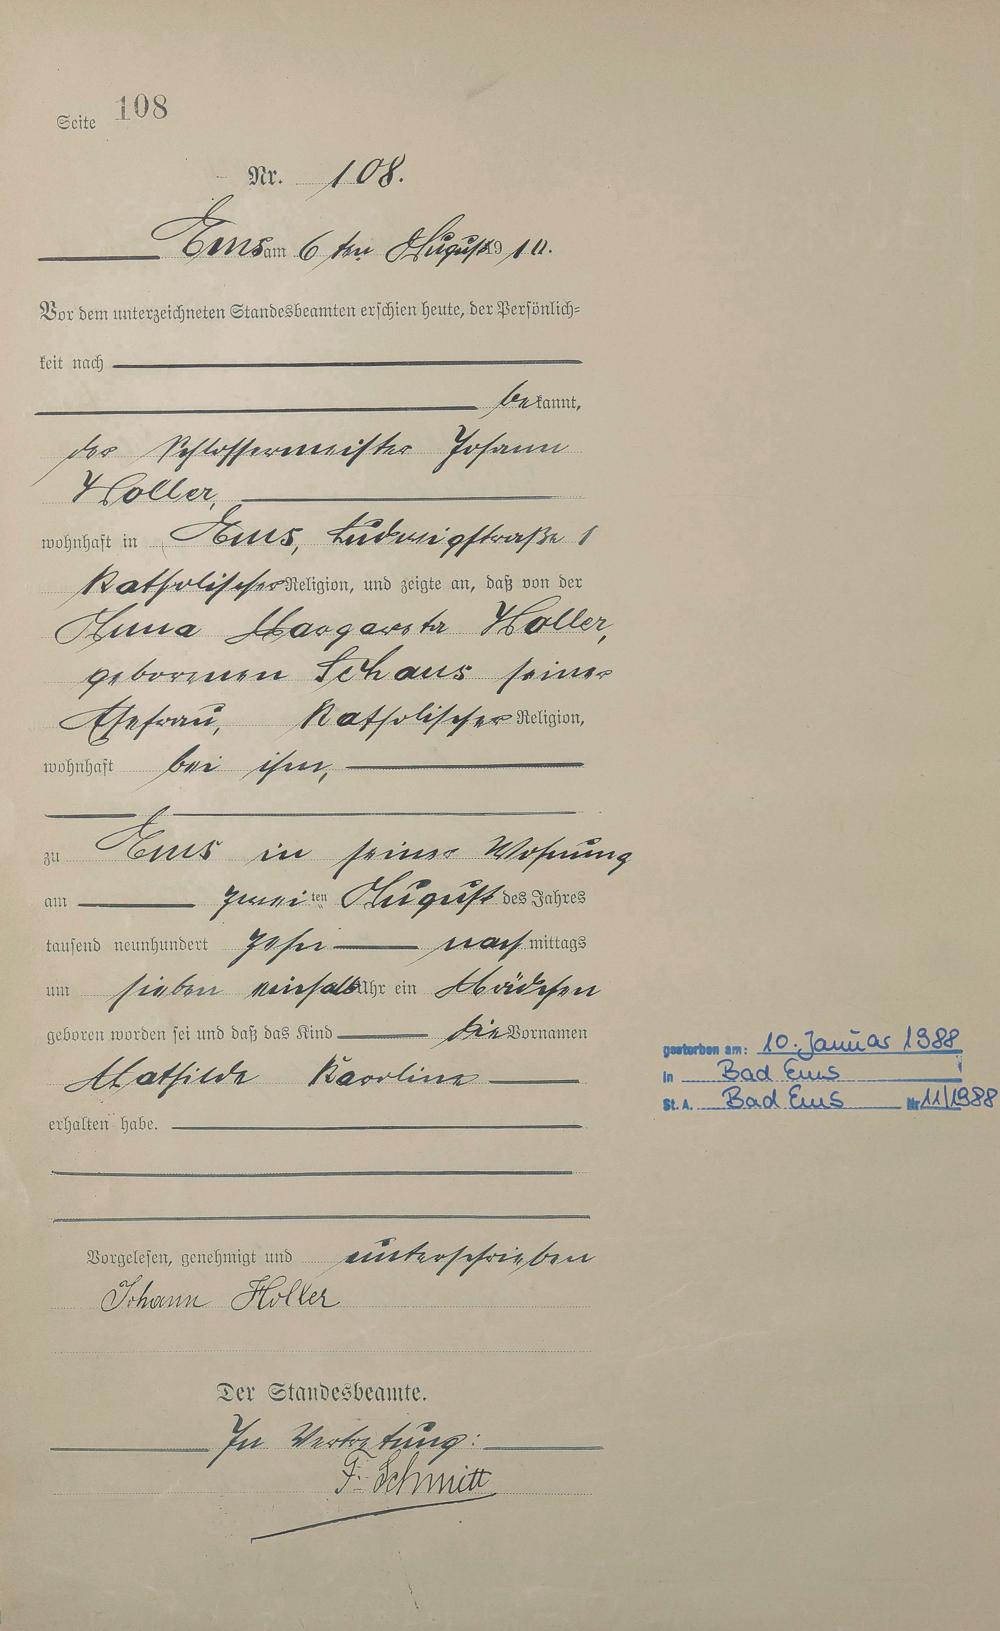 Seite 108
Nr. 108.
Ems am 6 ten August 1910.
Vor dem unterzeichneten Standesbeamten erschien heute, der Persönlich-
keit nach
bekannt,
der Schlossermeister Johann
Holler,
wohnhaft in Ems, Ludwigstraße 1
katholischer Religion, und zeigte an, daß von der
Anna Margareta Holler,
geborenen Schaus seiner
Ehefrau, katholischer Religion,
wohnhaft bei ihm,
zu Ems in seiner Wohnung
am zweiten August des Jahres
tausend neunhundert zehn nachmittags
um sieben einhalb Uhr ein Mädchen
geboren worden sei und daß das Kind die Vornamen
Mathilde Karoline
erhalten habe.
gestorben am: 10. Januar 1988
in Bad Ems
St. A. Bad Ems Nr 11/1988
Vorgelesen, genehmigt und unterschrieben
Johann Holler
Der Standesbeamte.
In Vertretung:
F. Schmitt